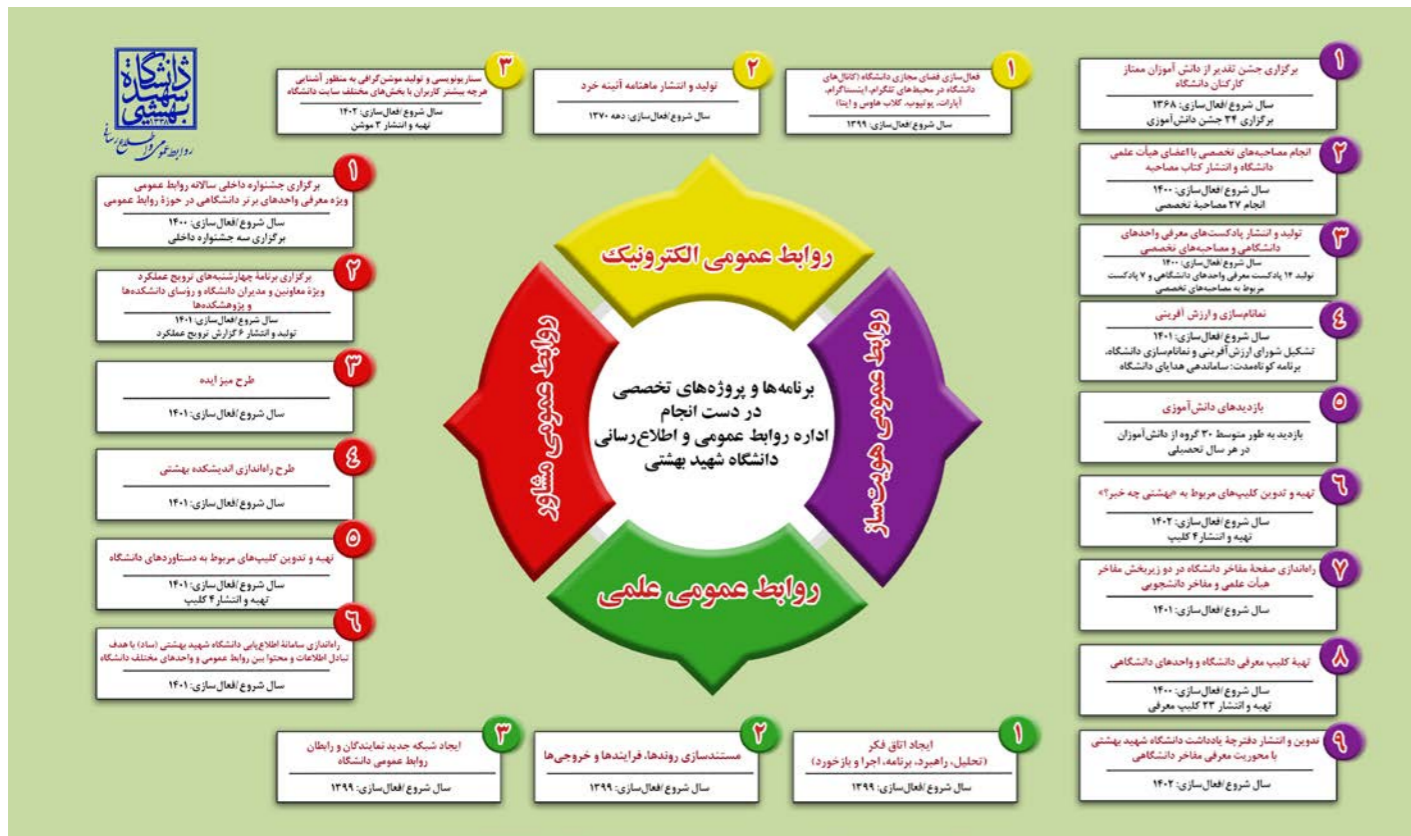 دانشگاه
شهید
بهشتی
روابط عمومی و اطلاع رسانی
۱
فعال‌سازی فضای مجازی دانشگاه (کانال‌های
دانشگاه در محیط‌های تلگرام، اینستاگرام،
آپارات، یوتیوب، کلاب هاوس و ایتا)
سال شروع/فعال‌سازی: ۱۳۹۹
۲
تولید و انتشار ماهنامه آئینه خرد
سال شروع/فعال‌سازی: دهه ۱۳۷۰
۳
سناریونویسی و تولید موشن‌گرافی به منظور آشنایی
هرچه بیشتر کاربران با بخش‌های مختلف سایت دانشگاه
سال شروع/فعال‌سازی: ۱۴۰۲
تهیه و انتشار ۳ موشن
۱
برگزاری جشن تقدیر از دانش آموزان ممتاز
کارکنان دانشگاه
سال شروع/فعال‌سازی: ۱۳۶۸
برگزاری ۲۴ جشن دانش‌آموزی
۲
انجام مصاحبه‌های تخصصی با اعضای هیأت علمی
دانشگاه و انتشار کتاب مصاحبه
سال شروع/فعال‌سازی: ۱۴۰۰
انجام ۲۷ مصاحبهٔ تخصصی
۳
تولید و انتشار پادکست‌های معرفی واحدهای
دانشگاهی و مصاحبه‌های تخصصی
سال شروع/فعال‌سازی: ۱۴۰۰
تولید ۱۴ پادکست معرفی واحدهای دانشگاهی و ۷ پادکست
مربوط به مصاحبه‌های تخصصی
۴
نمانام‌سازی و ارزش آفرینی
سال شروع/فعال‌سازی: ۱۴۰۱
تشکیل شورای ارزش‌آفرینی و نمانام‌سازی دانشگاه،
برنامه کوتاه‌مدت: ساماندهی هدایای دانشگاه
۵
بازدیدهای دانش‌آموزی
بازدید به طور متوسط ۳۰ گروه از دانش‌آموزان
در هر سال تحصیلی
۶
تهیه و تدوین کلیپ‌های مربوط به «بهشتی چه خبر؟»
سال شروع/فعال‌سازی: ۱۴۰۲
تهیه و انتشار ۴ کلیپ
۷
راه‌اندازی صفحهٔ مفاخر دانشگاه در دو زیربخش مفاخر
هیأت علمی و مفاخر دانشجویی
سال شروع/فعال‌سازی: ۱۴۰۱
۸
تهیهٔ کلیپ معرفی دانشگاه و واحدهای دانشگاهی
سال شروع/فعال‌سازی: ۱۴۰۰
تهیه و انتشار ۲۳ کلیپ معرفی
۹
تدوین و انتشار دفترچهٔ یادداشت دانشگاه شهید بهشتی
با محوریت معرفی مفاخر دانشگاهی
سال شروع/فعال‌سازی: ۱۴۰۲
روابط عمومی الکترونیک
روابط عمومی هویت‌ساز
برنامه‌ها و پروژه‌های تخصصی
در دست انجام
اداره روابط عمومی و اطلاع‌رسانی
دانشگاه شهید بهشتی
روابط عمومی مشاور
روابط عمومی علمی
۱
برگزاری جشنواره داخلی سالانه روابط عمومی
ویژه معرفی واحدهای برتر دانشگاهی در حوزهٔ روابط عمومی
سال شروع/فعال‌سازی: ۱۴۰۰
برگزاری سه جشنواره داخلی
۲
برگزاری برنامهٔ چهارشنبه‌های ترویج عملکرد
ویژهٔ معاونین و مدیران دانشگاه و رؤسای دانشکده‌ها
و پژوهشکده‌ها
سال شروع/فعال‌سازی: ۱۴۰۱
تولید و انتشار ۶ گزارش ترویج عملکرد
۳
طرح میز ایده
سال شروع/فعال‌سازی: ۱۴۰۱
۴
طرح راه‌اندازی اندیشکده بهشتی
سال شروع/فعال‌سازی: ۱۴۰۱
۵
تهیه و تدوین کلیپ‌های مربوط به دستاوردهای دانشگاه
سال شروع/فعال‌سازی: ۱۴۰۱
تهیه و انتشار ۴ کلیپ
۶
راه‌اندازی سامانهٔ اطلاع‌یابی دانشگاه شهید بهشتی (ساد) با هدف
تبادل اطلاعات و محتوا بین روابط عمومی و واحدهای مختلف دانشگاه
سال شروع/فعال‌سازی: ۱۴۰۱
۱
ایجاد اتاق فکر
(تحلیل، راهبرد، برنامه، اجرا و بازخورد)
سال شروع/فعال‌سازی: ۱۳۹۹
۲
مستندسازی روندها، فرایندها و خروجی‌ها
سال شروع/فعال‌سازی: ۱۳۹۹
۳
ایجاد شبکه جدید نمایندگان و رابطان
روابط عمومی دانشگاه
سال شروع/فعال‌سازی: ۱۳۹۹